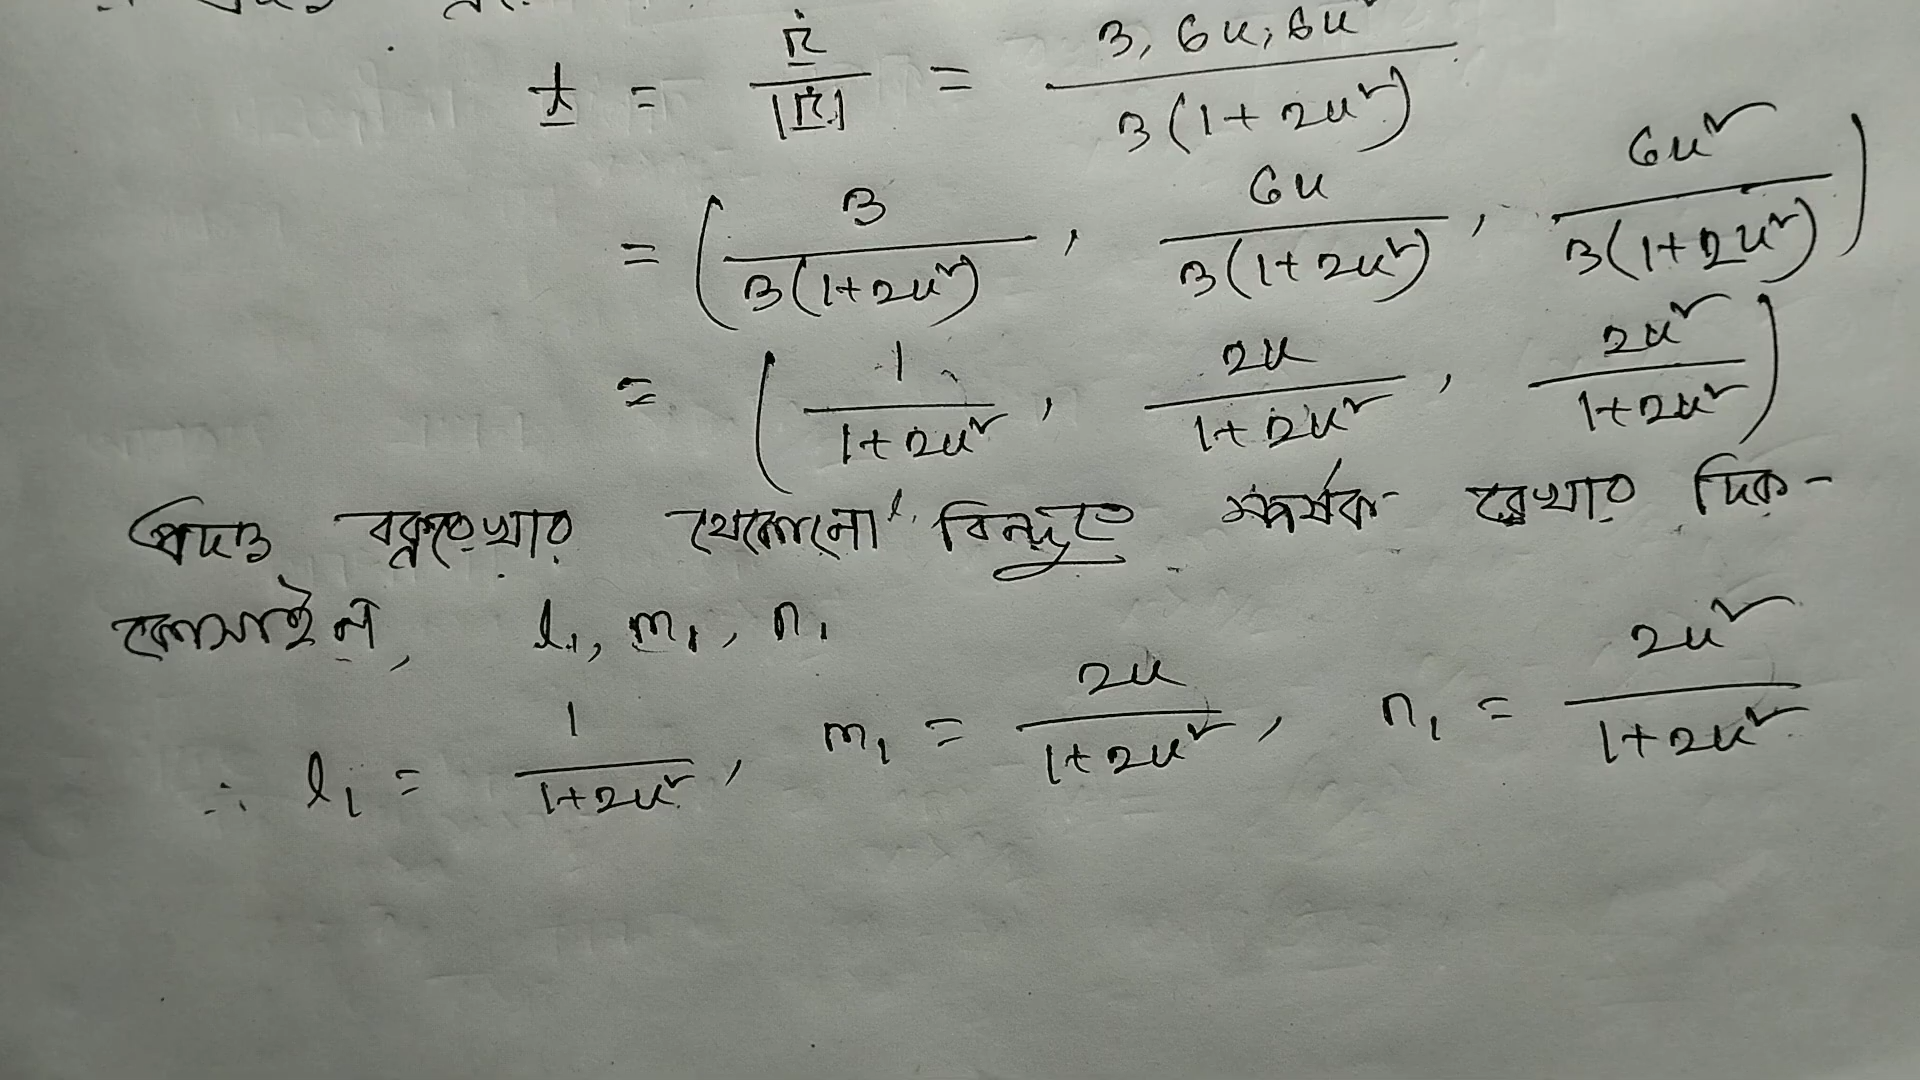 t = ṙ / |ṙ| = 3, 6u, 6u² / 3(1+2u²)
= ( 3 / 3(1+2u²) , 6u / 3(1+2u²) , 6u² / 3(1+2u²) )
= ( 1 / 1+2u² , 2u / 1+2u² , 2u² / 1+2u² )
প্রদত্ত বক্ররেখার যেকোনো বিন্দুতে স্পর্শক রেখার দিক-
কোসাইন, l₁, m₁, n₁
∴ l₁ = 1 / 1+2u² , m₁ = 2u / 1+2u² , n₁ = 2u² / 1+2u²